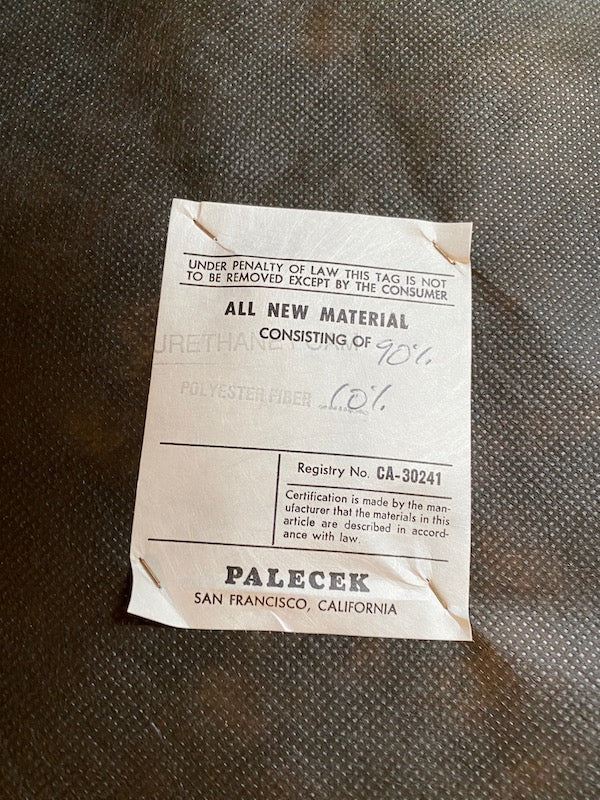 UNDER PENALTY OF LAW THIS TAG IS NOT
TO BE REMOVED EXCEPT BY THE CONSUMER
ALL NEW MATERIAL
CONSISTING OF
URETHANE FOAM 90%
POLYESTER FIBER 10%
Registry No. CA-30241
Certification is made by the man-
ufacturer that the materials in this
article are described in accord-
ance with law.
PALECEK
SAN FRANCISCO, CALIFORNIA